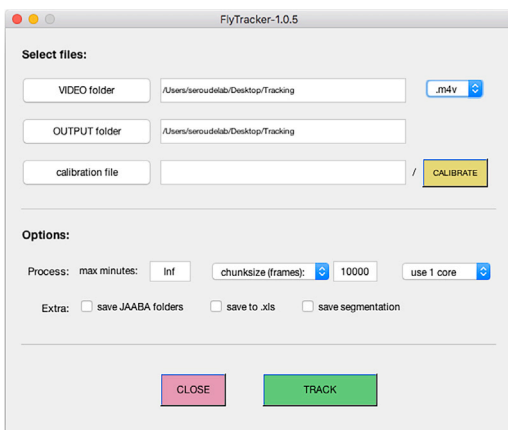 FlyTracker-1.0.5
Select files:
VIDEO folder /Users/seroudelab/Desktop/Tracking .m4v
OUTPUT folder /Users/seroudelab/Desktop/Tracking
calibration file / CALIBRATE
Options:
Process: max minutes: Inf chunksize (frames): 10000 use 1 core
Extra: save JAABA folders save to .xls save segmentation
CLOSE TRACK